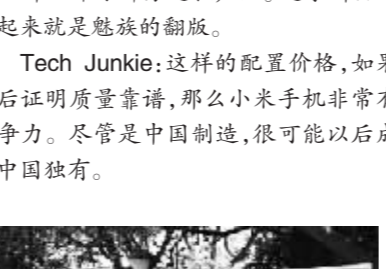 起来就是魅族的翻版。
Tech Junkie:这样的配置价格,如果
后证明质量靠谱,那么小米手机非常有
争力。尽管是中国制造,很可能以后成
中国独有。